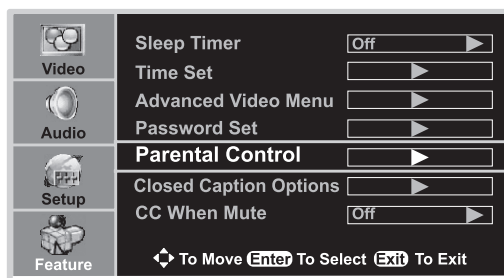 Video
Audio
Setup
Feature
Sleep Timer Off
Time Set
Advanced Video Menu
Password Set
Parental Control
Closed Caption Options
CC When Mute Off
To Move Enter To Select Exit To Exit